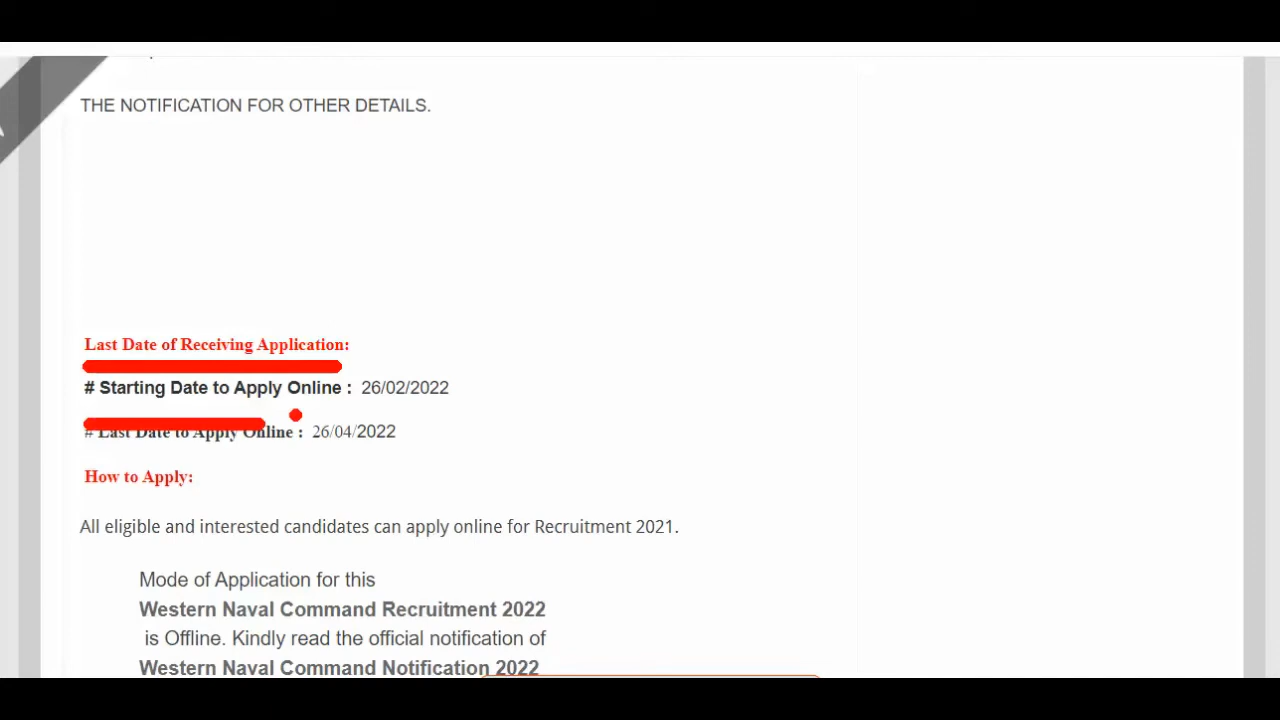 THE NOTIFICATION FOR OTHER DETAILS.
Last Date of Receiving Application:
# Starting Date to Apply Online : 26/02/2022
# Last Date to Apply Online : 26/04/2022
How to Apply:
All eligible and interested candidates can apply online for Recruitment 2021.
Mode of Application for this
Western Naval Command Recruitment 2022
is Offline. Kindly read the official notification of
Western Naval Command Notification 2022